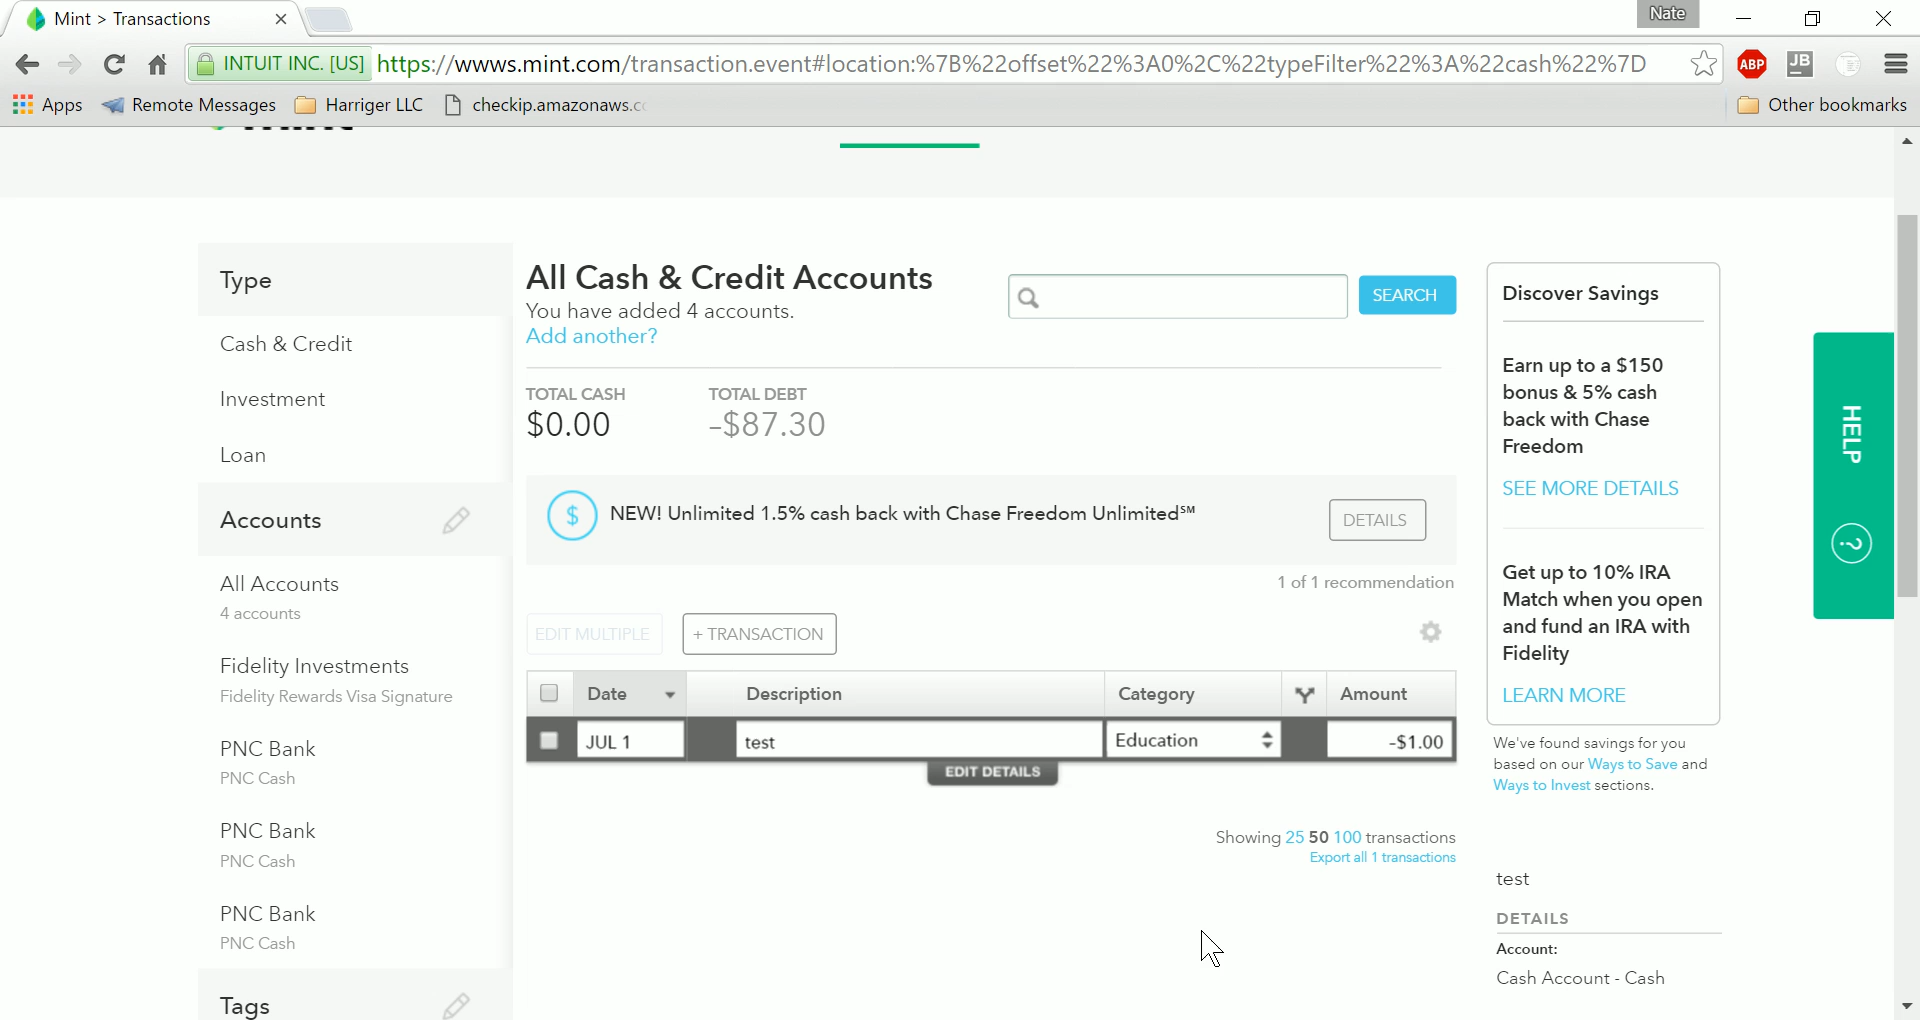 Mint > Transactions
Nate
INTUIT INC. [US] https://wwws.mint.com/transaction.event#location:%7B%22offset%22%3A0%2C%22typeFilter%22%3A%22cash%22%7D
ABP
JB
Apps
Remote Messages
Harriger LLC
checkip.amazonaws.c
Other bookmarks
Type
Cash & Credit
Investment
Loan
Accounts
All Accounts
4 accounts
Fidelity Investments
Fidelity Rewards Visa Signature
PNC Bank
PNC Cash
PNC Bank
PNC Cash
PNC Bank
PNC Cash
Tags
All Cash & Credit Accounts
You have added 4 accounts.
Add another?
SEARCH
TOTAL CASH
$0.00
TOTAL DEBT
-$87.30
$
NEW! Unlimited 1.5% cash back with Chase Freedom Unlimited℠
DETAILS
1 of 1 recommendation
EDIT MULTIPLE
+ TRANSACTION
Date Description Category Amount
JUL 1 test Education -$1.00
EDIT DETAILS
Showing 25 50 100 transactions
Export all 1 transactions
Discover Savings
Earn up to a $150
bonus & 5% cash
back with Chase
Freedom
SEE MORE DETAILS
Get up to 10% IRA
Match when you open
and fund an IRA with
Fidelity
LEARN MORE
We've found savings for you
based on our Ways to Save and
Ways to Invest sections.
test
DETAILS
Account:
Cash Account - Cash
HELP
?